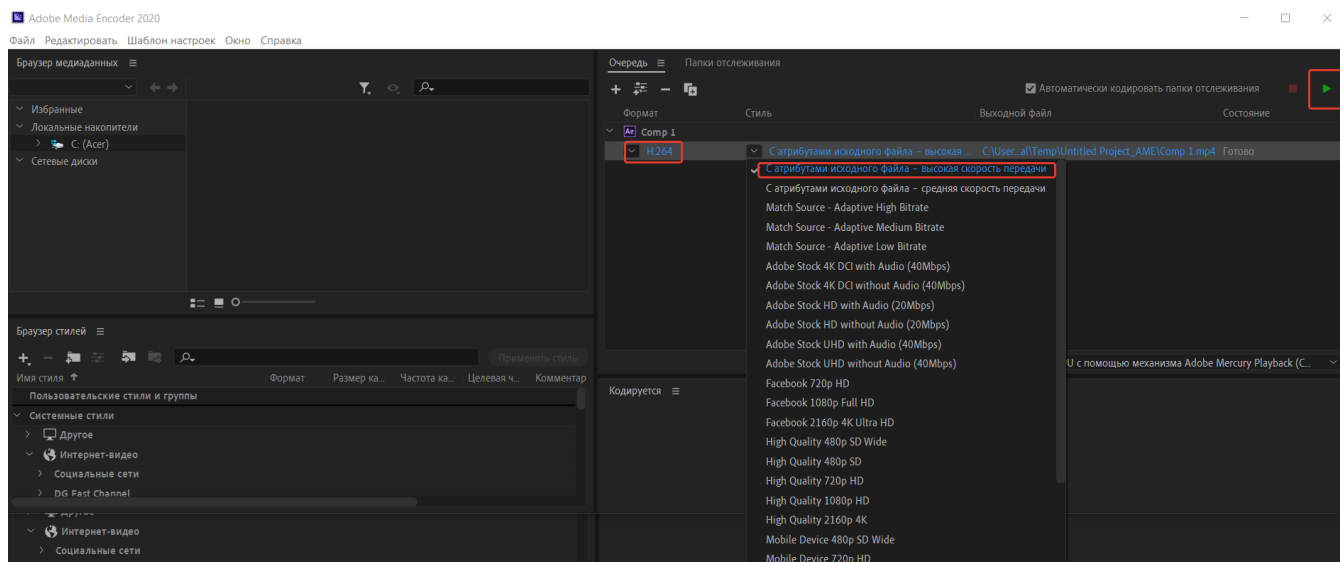 Adobe Media Encoder 2020
Файл Редактировать Шаблон настроек Окно Справка
Браузер медиаданных
Избранные
Локальные накопители
C: (Acer)
Сетевые диски
Очередь Папки отслеживания
Автоматически кодировать папки отслеживания
Формат Стиль Выходной файл Состояние
Ae Comp 1
H.264 С атрибутами исходного файла – высокая ... C:\User...al\Temp\Untitled Project_AME\Comp 1.mp4 Готово
С атрибутами исходного файла – высокая скорость передачи
С атрибутами исходного файла – средняя скорость передачи
Match Source - Adaptive High Bitrate
Match Source - Adaptive Medium Bitrate
Match Source - Adaptive Low Bitrate
Adobe Stock 4K DCI with Audio (40Mbps)
Adobe Stock 4K DCI without Audio (40Mbps)
Adobe Stock HD with Audio (20Mbps)
Adobe Stock HD without Audio (20Mbps)
Adobe Stock UHD with Audio (40Mbps)
Adobe Stock UHD without Audio (40Mbps)
Facebook 720p HD
Facebook 1080p Full HD
Facebook 2160p 4K Ultra HD
High Quality 480p SD Wide
High Quality 480p SD
High Quality 720p HD
High Quality 1080p HD
High Quality 2160p 4K
Mobile Device 480p SD Wide
Mobile Device 720p HD
U с помощью механизма Adobe Mercury Playback (C...
Кодируется
Браузер стилей
Применить стиль
Имя стиля Формат Размер ка... Частота ка... Целевая ч... Комментар
Пользовательские стили и группы
Системные стили
Другое
Интернет-видео
Социальные сети
DG Fast Channel
Другое
Интернет-видео
Социальные сети